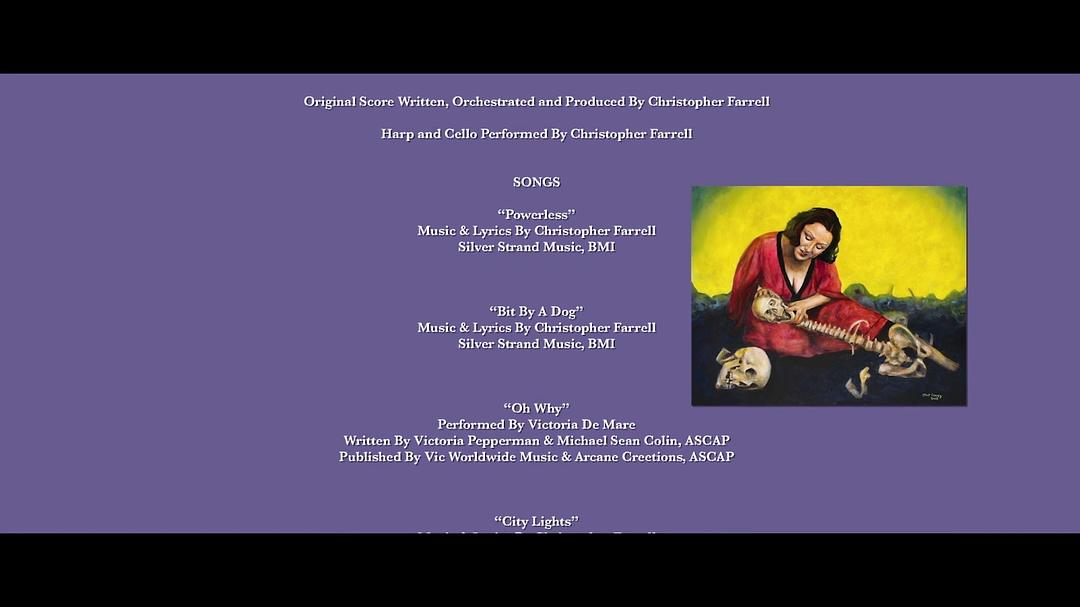 Original Score Written, Orchestrated and Produced By Christopher Farrell
Harp and Cello Performed By Christopher Farrell
SONGS
“Powerless”
Music & Lyrics By Christopher Farrell
Silver Strand Music, BMI
“Bit By A Dog”
Music & Lyrics By Christopher Farrell
Silver Strand Music, BMI
“Oh Why”
Performed By Victoria De Mare
Written By Victoria Pepperman & Michael Sean Colin, ASCAP
Published By Vic Worldwide Music & Arcane Creetions, ASCAP
“City Lights”